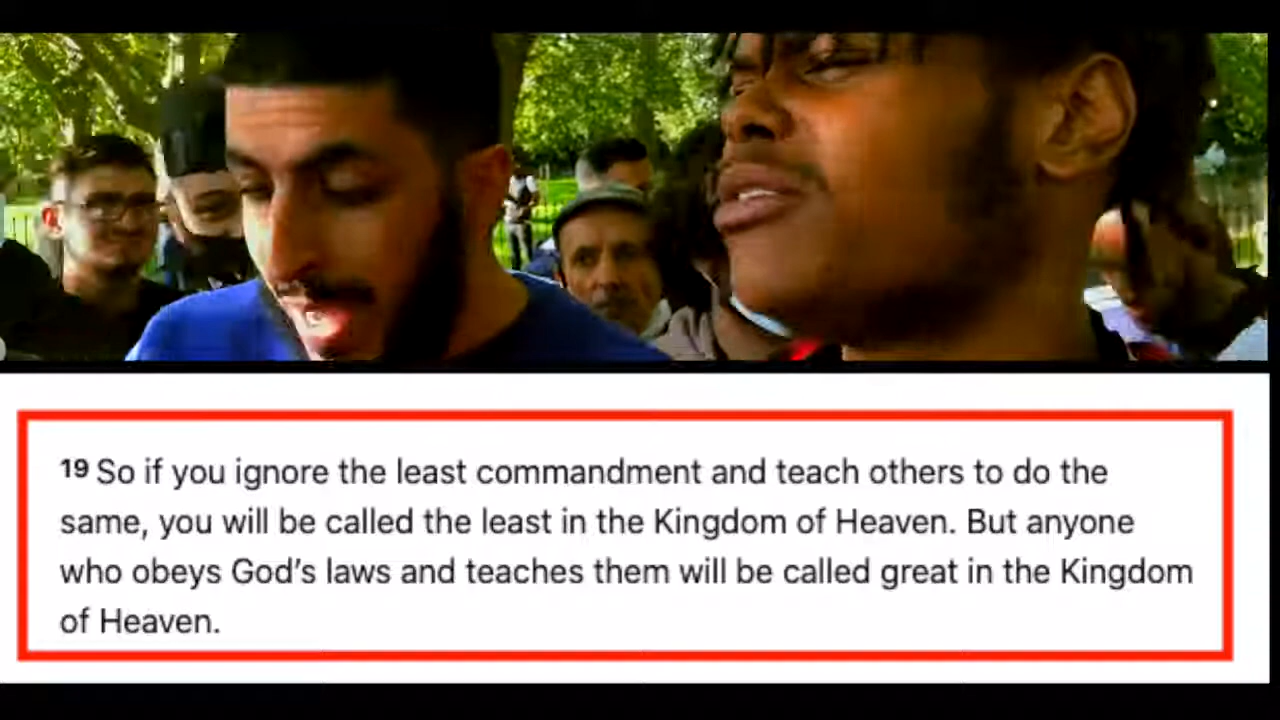 19 So if you ignore the least commandment and teach others to do the
same, you will be called the least in the Kingdom of Heaven. But anyone
who obeys God’s laws and teaches them will be called great in the Kingdom
of Heaven.